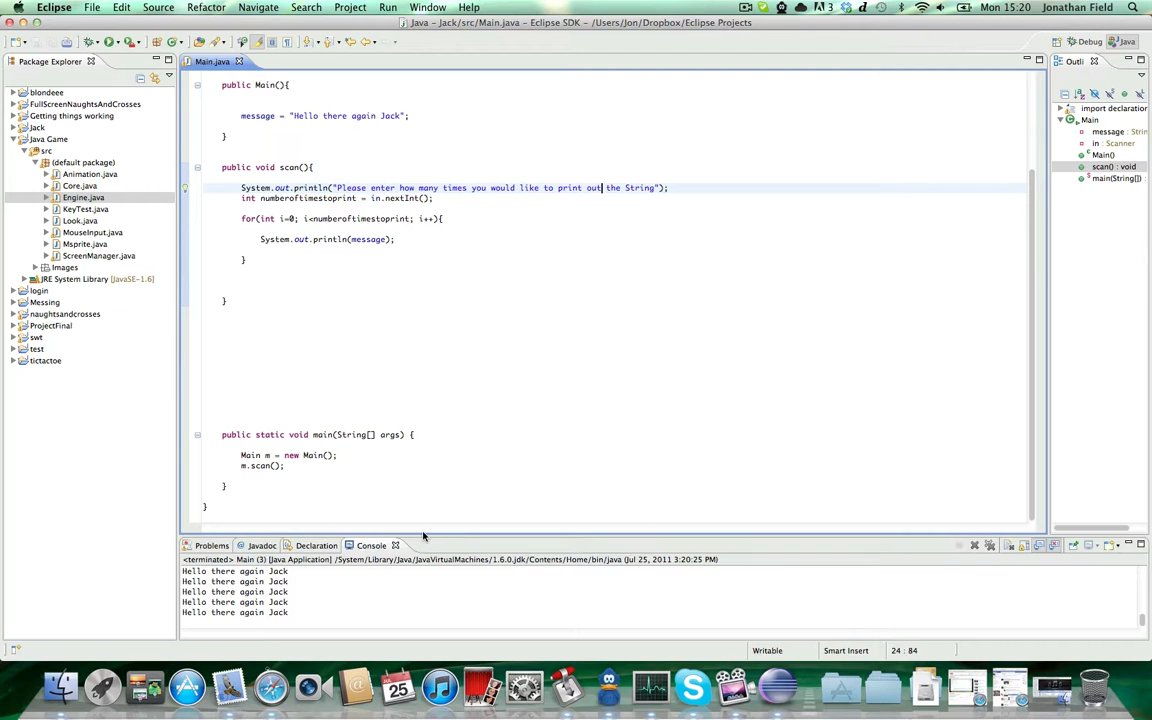 Eclipse File Edit Source Refactor Navigate Search Project Run Window Help 3 Mon 15:20 Jonathan Field
Java - Jack/src/Main.java - Eclipse SDK - /Users/Jon/Dropbox/Eclipse Projects
Debug Java
Package Explorer
Main.java
Outli
blondeee
FullScreenNaughtsAndCrosses
Getting things working
Jack
Java Game
src
(default package)
Animation.java
Core.java
Engine.java
KeyTest.java
Look.java
MouseInput.java
Msprite.java
ScreenManager.java
Images
JRE System Library [JavaSE-1.6]
login
Messing
naughtsandcrosses
ProjectFinal
swt
test
tictactoe
public Main(){
message = "Hello there again Jack";
}
public void scan(){
System.out.println("Please enter how many times you would like to print out the String");
int numberoftimestoprint = in.nextInt();
for(int i=0; i<numberoftimestoprint; i++){
System.out.println(message);
}
}
public static void main(String[] args) {
Main m = new Main();
m.scan();
}
}
import declaration
Main
message : Strin
in : Scanner
Main()
scan() : void
main(String[])
Problems Javadoc Declaration Console
<terminated> Main (3) [Java Application] /System/Library/Java/JavaVirtualMachines/1.6.0.jdk/Contents/Home/bin/java (Jul 25, 2011 3:20:25 PM)
Hello there again Jack
Hello there again Jack
Hello there again Jack
Hello there again Jack
Hello there again Jack
Writable Smart Insert 24 : 84
JUL
25